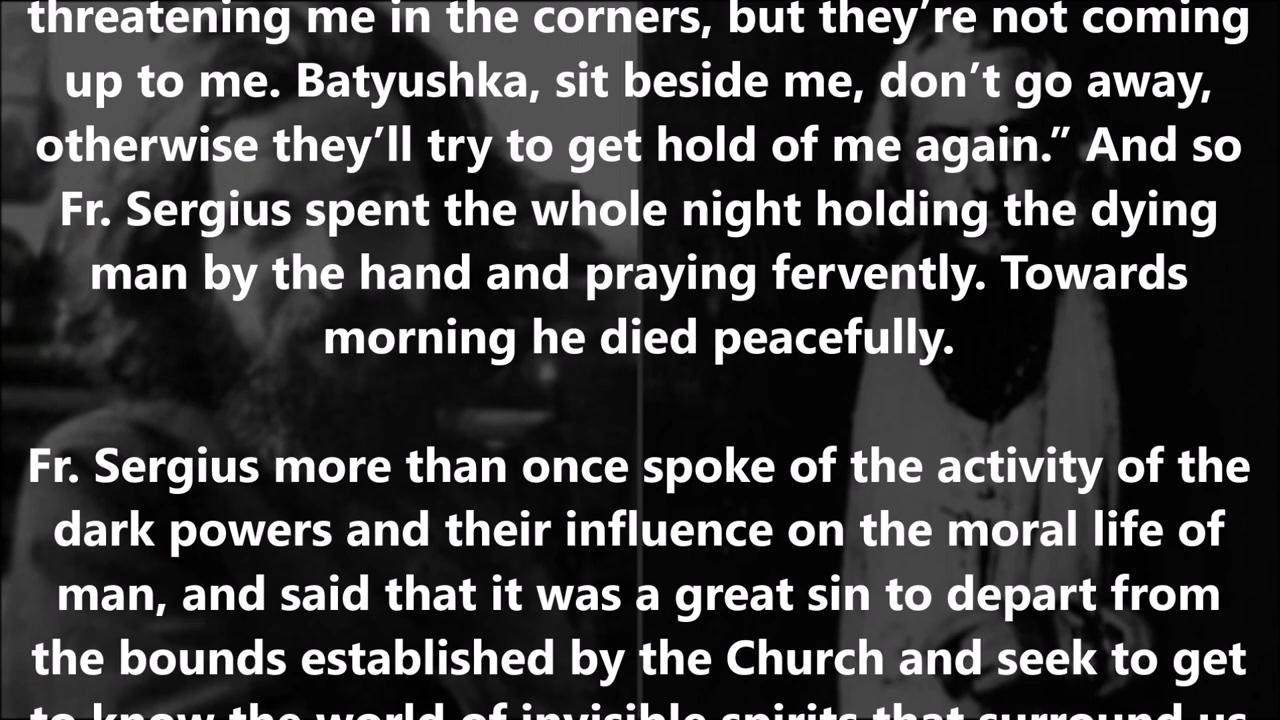 threatening me in the corners, but they’re not coming
up to me. Batyushka, sit beside me, don’t go away,
otherwise they’ll try to get hold of me again.” And so
Fr. Sergius spent the whole night holding the dying
man by the hand and praying fervently. Towards
morning he died peacefully.
Fr. Sergius more than once spoke of the activity of the
dark powers and their influence on the moral life of
man, and said that it was a great sin to depart from
the bounds established by the Church and seek to get
to know the world of invisible spirits that surround us